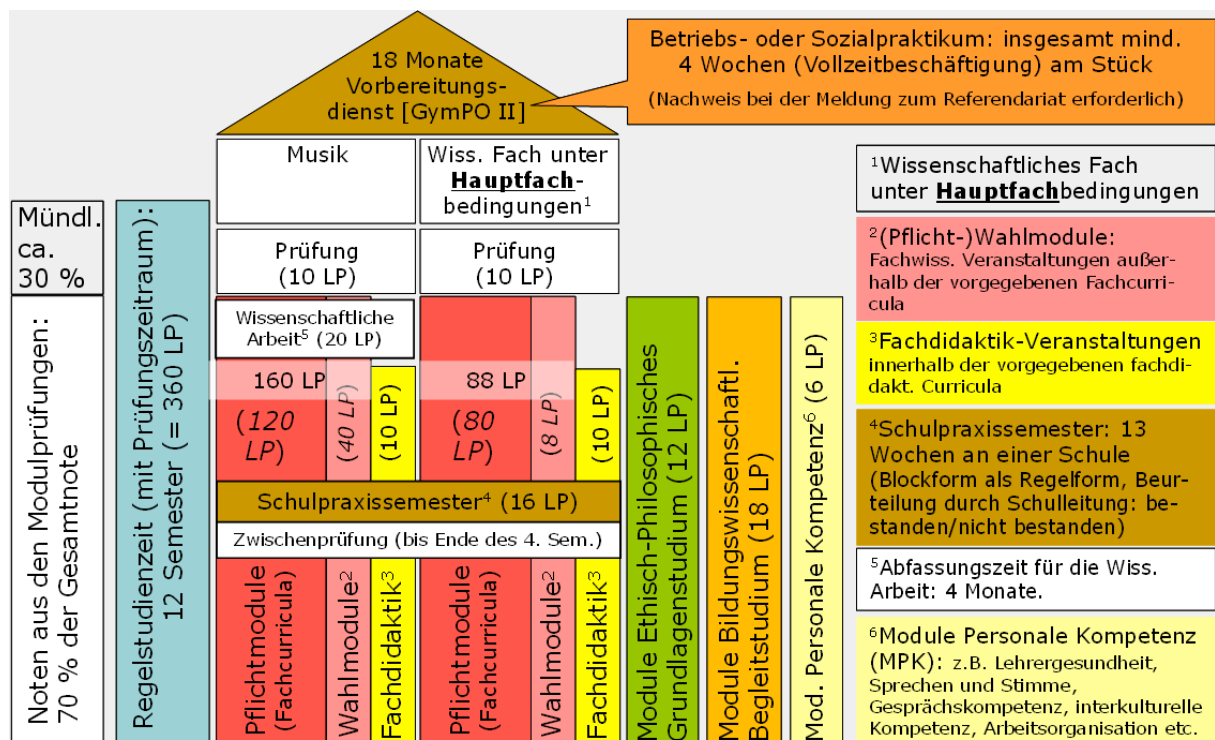 18 Monate
Vorbereitungs-
dienst [GymPO II]
Betriebs- oder Sozialpraktikum: insgesamt mind.
4 Wochen (Vollzeitbeschäftigung) am Stück
(Nachweis bei der Meldung zum Referendariat erforderlich)
Musik
Wiss. Fach unter
Hauptfach-
bedingungen¹
Prüfung
(10 LP)
Prüfung
(10 LP)
Mündl.
ca.
30 %
Noten aus den Modulprüfungen:
70 % der Gesamtnote
Regelstudienzeit (mit Prüfungszeitraum):
12 Semester (= 360 LP)
Wissenschaftliche
Arbeit⁵ (20 LP)
160 LP
(120
LP)
(40 LP)
(10 LP)
88 LP
(80
LP)
(8 LP)
(10 LP)
Schulpraxissemester⁴ (16 LP)
Zwischenprüfung (bis Ende des 4. Sem.)
Pflichtmodule
(Fachcurricula)
Wahlmodule²
Fachdidaktik³
Pflichtmodule
(Fachcurricula)
Wahlmodule²
Fachdidaktik³
Module Ethisch-Philosophisches
Grundlagenstudium (12 LP)
Module Bildungswissenschaftl.
Begleitstudium (18 LP)
Mod. Personale Kompetenz⁶ (6 LP)
¹Wissenschaftliches Fach
unter Hauptfachbedingungen
²(Pflicht-)Wahlmodule:
Fachwiss. Veranstaltungen außer-
halb der vorgegebenen Fachcurri-
cula
³Fachdidaktik-Veranstaltungen
innerhalb der vorgegebenen fachdi-
dakt. Curricula
⁴Schulpraxissemester: 13
Wochen an einer Schule
(Blockform als Regelform, Beur-
teilung durch Schulleitung: be-
standen/nicht bestanden)
⁵Abfassungszeit für die Wiss.
Arbeit: 4 Monate.
⁶Module Personale Kompetenz
(MPK): z.B. Lehrergesundheit,
Sprechen und Stimme,
Gesprächskompetenz, interkulturelle
Kompetenz, Arbeitsorganisation etc.